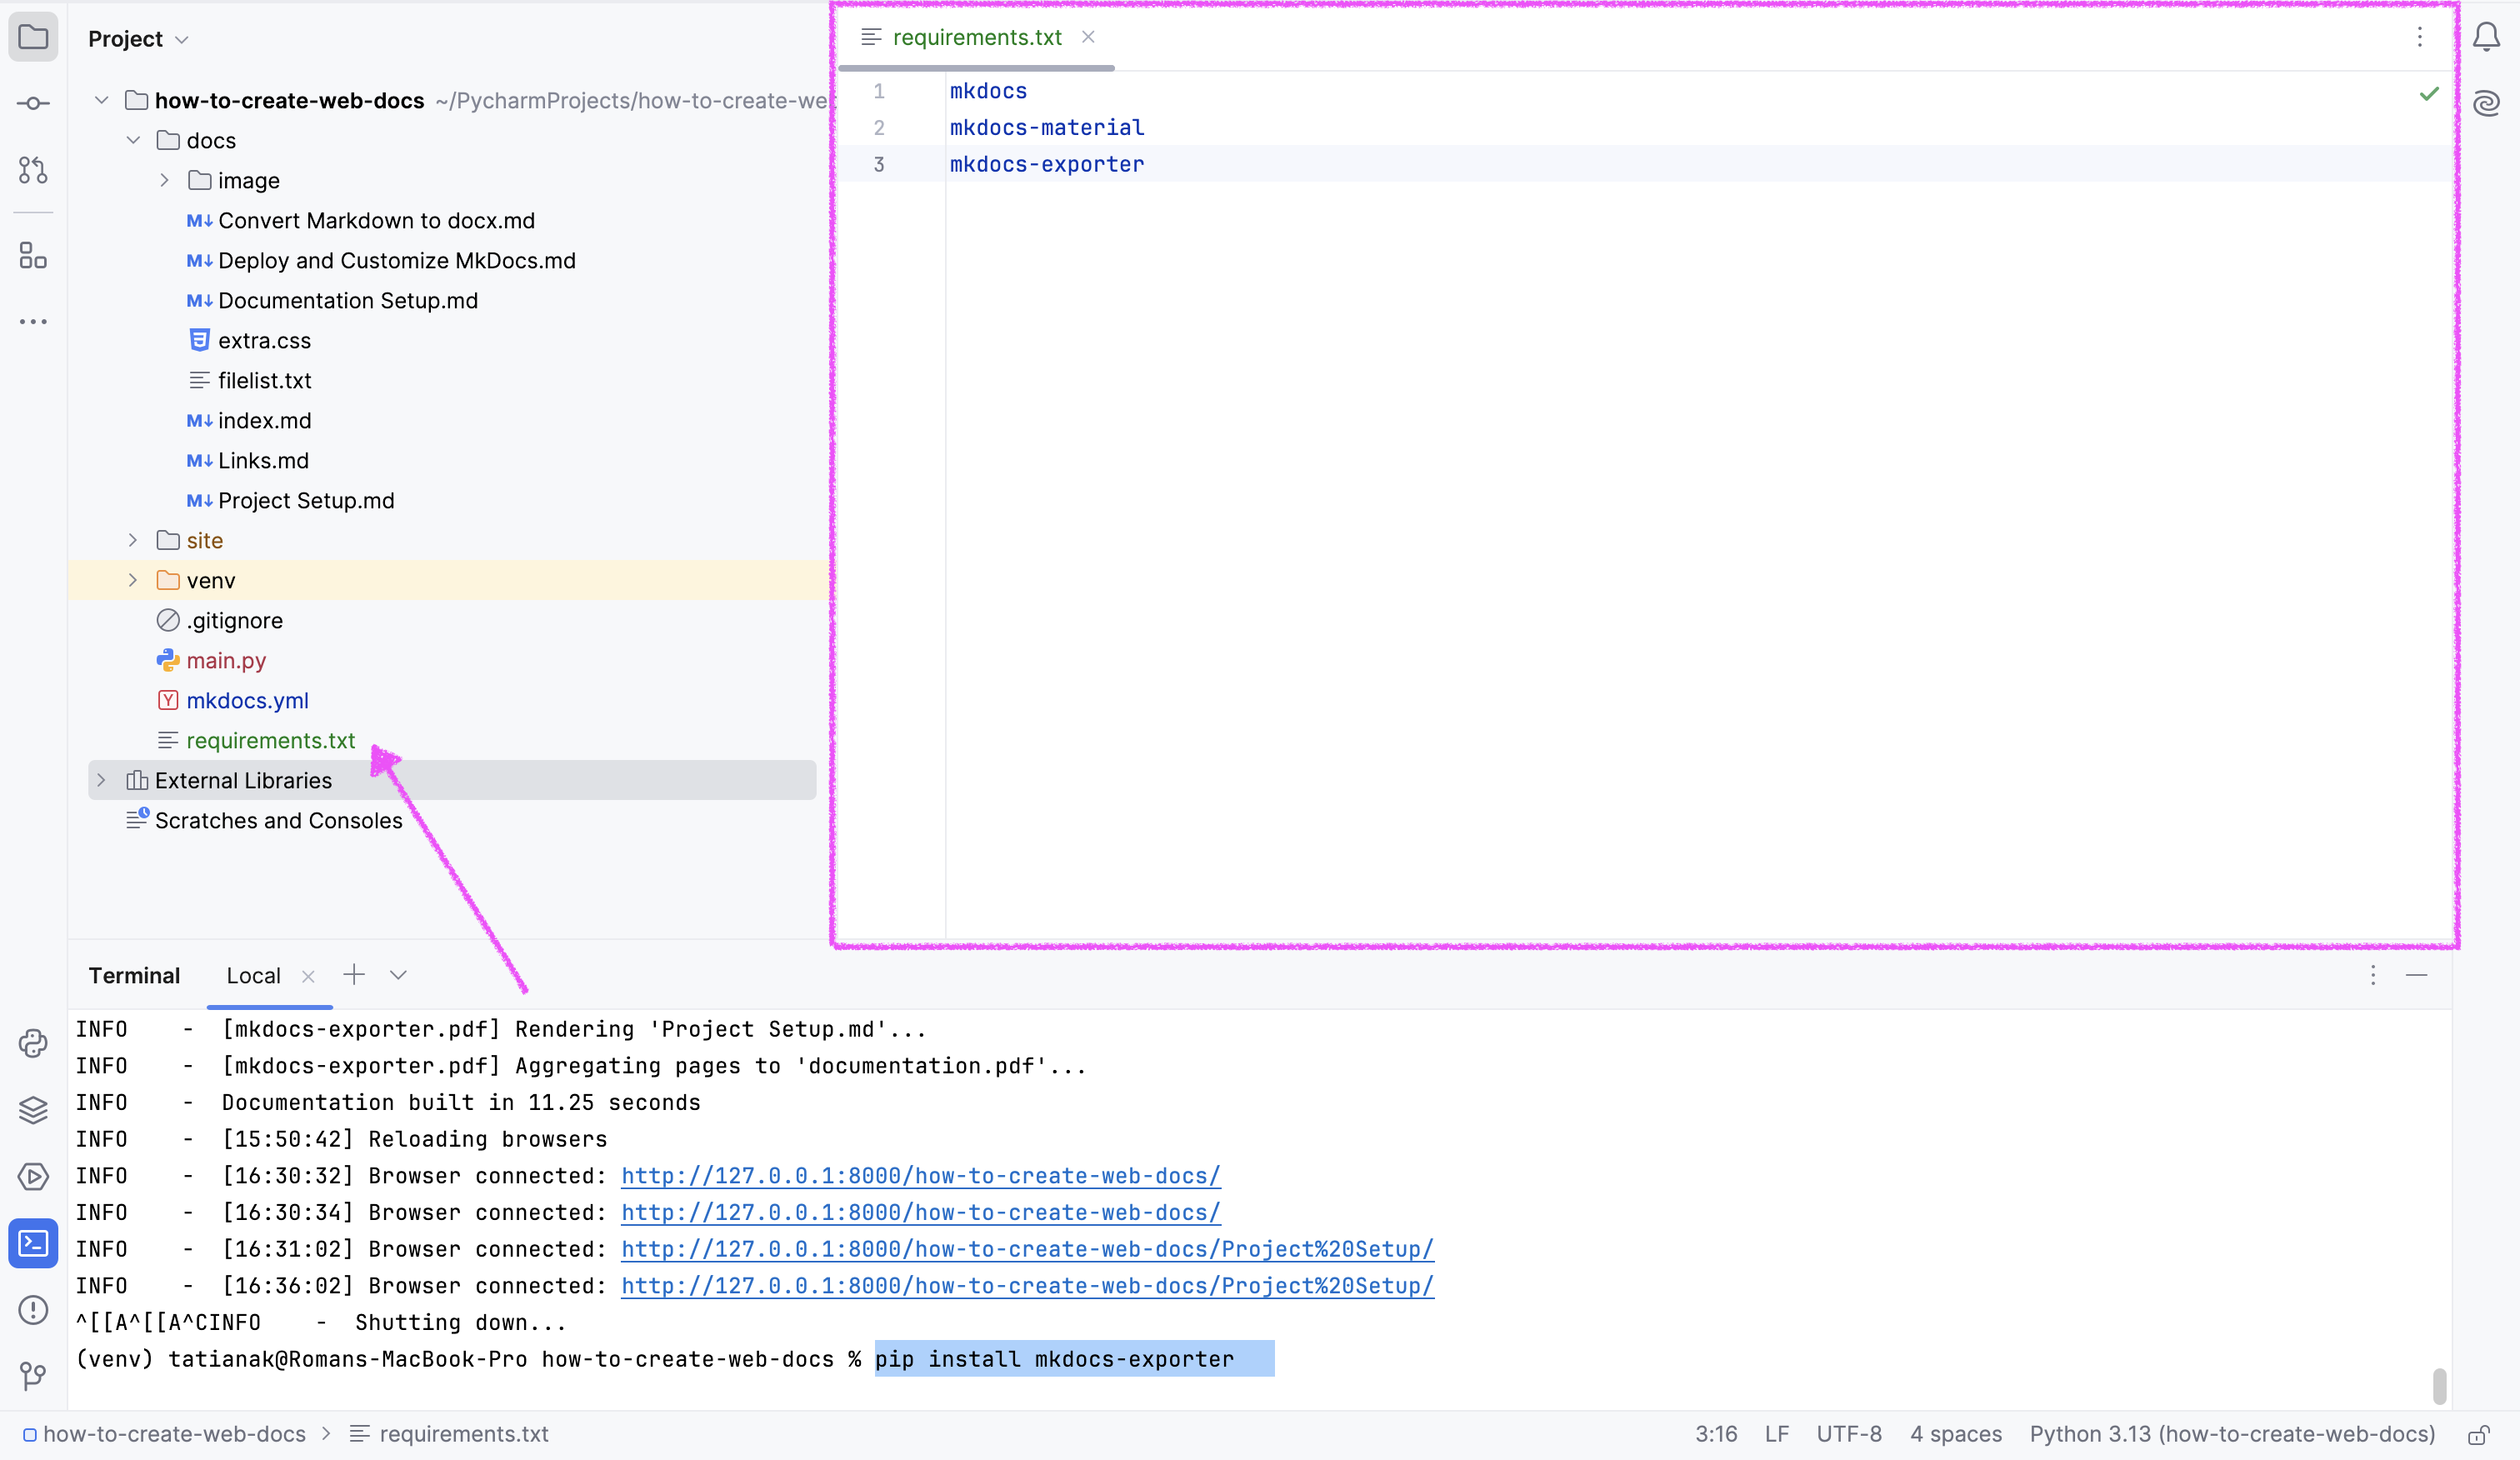 Project
how-to-create-web-docs ~/PycharmProjects/how-to-create-we
docs
image
Convert Markdown to docx.md
Deploy and Customize MkDocs.md
Documentation Setup.md
extra.css
filelist.txt
index.md
Links.md
Project Setup.md
site
venv
.gitignore
main.py
mkdocs.yml
requirements.txt
External Libraries
Scratches and Consoles
requirements.txt
1 mkdocs
2 mkdocs-material
3 mkdocs-exporter
Terminal Local
INFO    -  [mkdocs-exporter.pdf] Rendering 'Project Setup.md'...
INFO    -  [mkdocs-exporter.pdf] Aggregating pages to 'documentation.pdf'...
INFO    -  Documentation built in 11.25 seconds
INFO    -  [15:50:42] Reloading browsers
INFO    -  [16:30:32] Browser connected: http://127.0.0.1:8000/how-to-create-web-docs/
INFO    -  [16:30:34] Browser connected: http://127.0.0.1:8000/how-to-create-web-docs/
INFO    -  [16:31:02] Browser connected: http://127.0.0.1:8000/how-to-create-web-docs/Project%20Setup/
INFO    -  [16:36:02] Browser connected: http://127.0.0.1:8000/how-to-create-web-docs/Project%20Setup/
^[[A^[[A^CINFO    -  Shutting down...
(venv) tatianak@Romans-MacBook-Pro how-to-create-web-docs % pip install mkdocs-exporter
how-to-create-web-docs > requirements.txt 3:16 LF UTF-8 4 spaces Python 3.13 (how-to-create-web-docs)